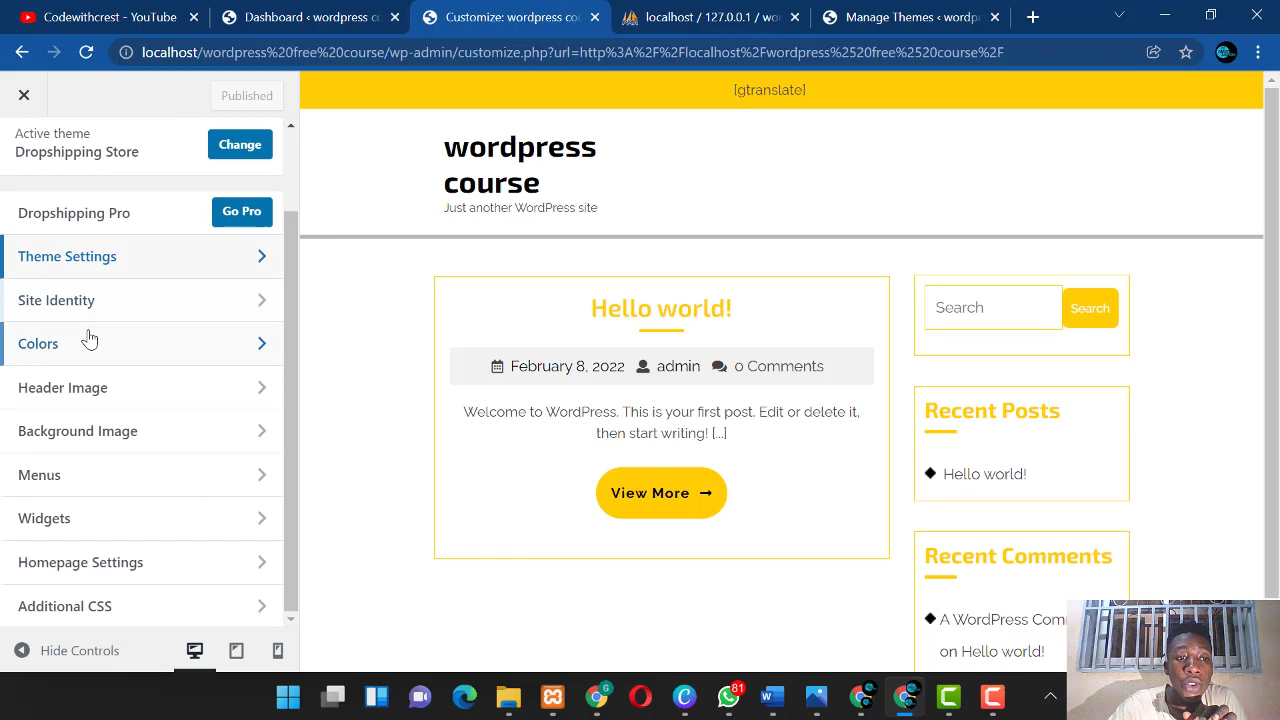 Codewithcrest - YouTube
Dashboard ‹ wordpress co
Customize: wordpress cou
localhost / 127.0.0.1 / wor
Manage Themes ‹ wordpr
localhost/wordpress%20free%20course/wp-admin/customize.php?url=http%3A%2F%2Flocalhost%2Fwordpress%2520free%2520course%2F
Published
Active theme
Dropshipping Store
Change
Dropshipping Pro
Go Pro
Theme Settings
Site Identity
Colors
Header Image
Background Image
Menus
Widgets
Homepage Settings
Additional CSS
Hide Controls
[gtranslate]
wordpress
course
Just another WordPress site
Hello world!
February 8, 2022 admin 0 Comments
Welcome to WordPress. This is your first post. Edit or delete it,
then start writing! [...]
View More
Search Search
Recent Posts
Hello world!
Recent Comments
A WordPress Com
on Hello world!
81